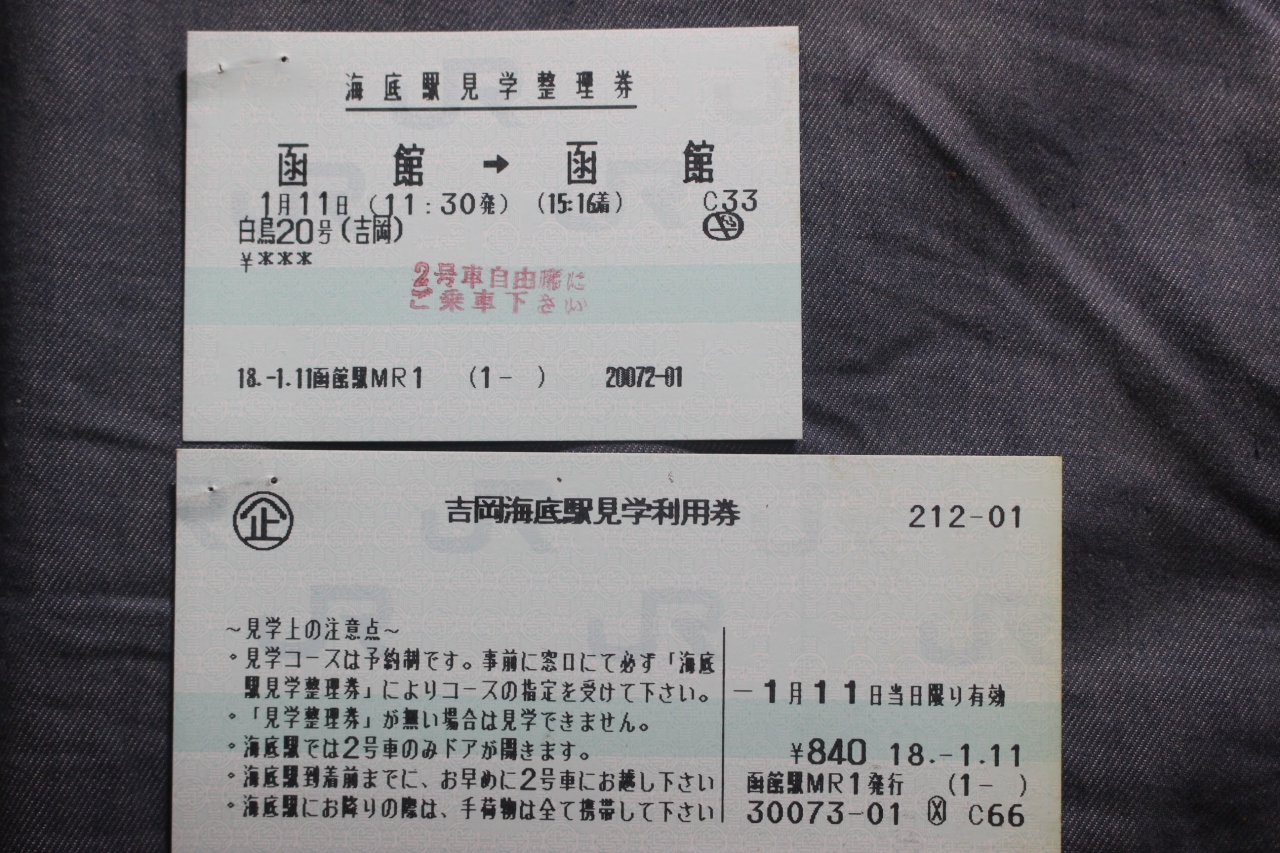 海底駅見学整理券
函館 → 函館
1月11日 (11:30発) (15:16着) C33
白鳥20号(吉岡)
¥***
2号車自由席に
ご乗車下さい
18.-1.11函館駅MR1 (1- ) 20072-01
企 吉岡海底駅見学利用券 212-01
~見学上の注意点~
・見学コースは予約制です。事前に窓口にて必ず「海底
駅見学整理券」によりコースの指定を受けて下さい。
・「見学整理券」が無い場合は見学できません。
・海底駅では2号車のみドアが開きます。
・海底駅到着前までに、お早めに2号車にお越し下さい
・海底駅にお降りの際は、手荷物は全て携帯して下さい
-1月11日当日限り有効
¥840 18.-1.11
函館駅MR1発行 (1- )
30073-01 C66